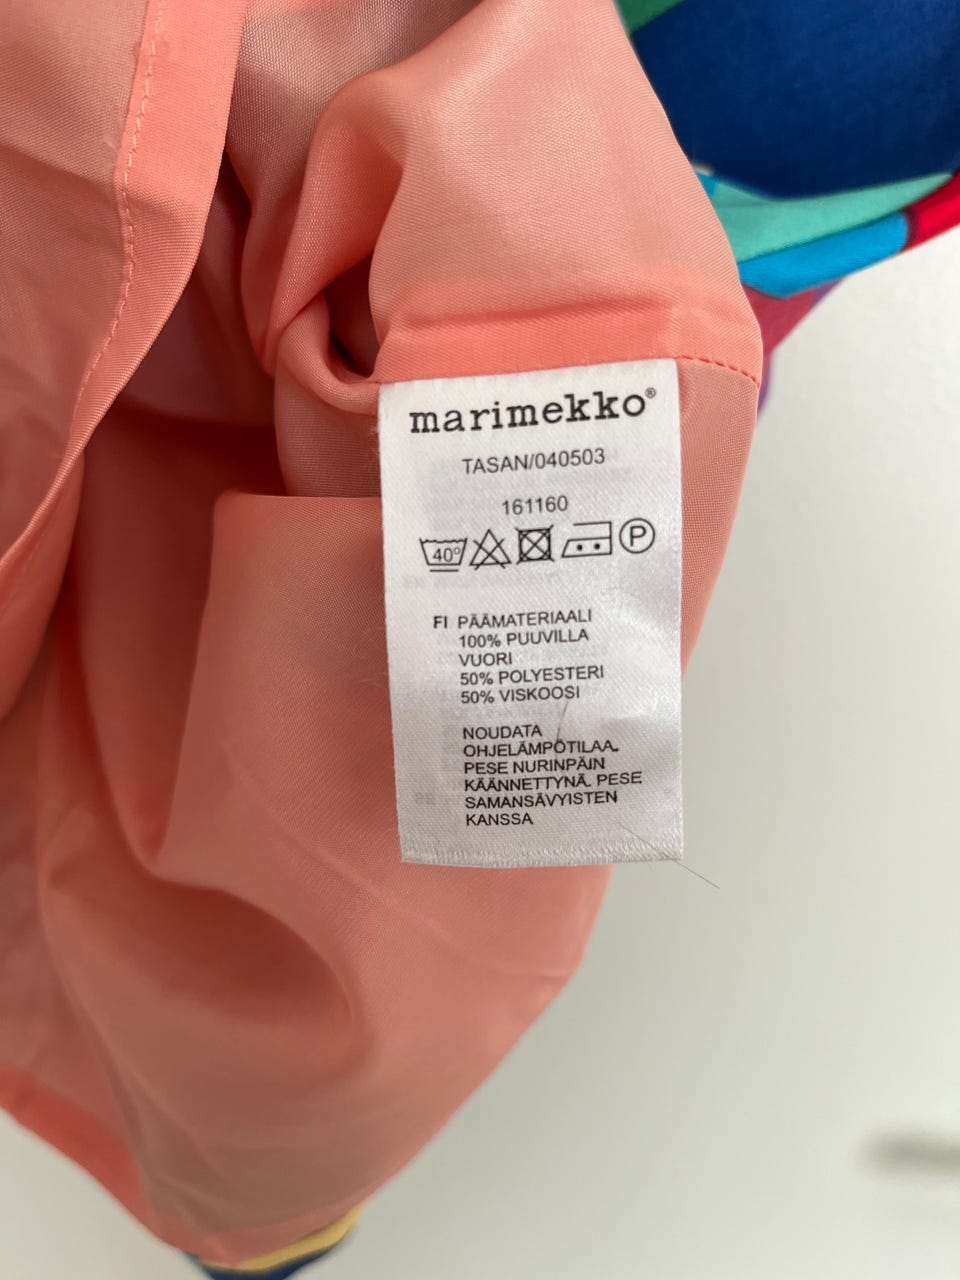 marimekko®
TASAN/040503
161160
40° P
FI PÄÄMATERIAALI
100% PUUVILLA
VUORI
50% POLYESTERI
50% VISKOOSI
NOUDATA
OHJELÄMPÖTILAA.
PESE NURINPÄIN
KÄÄNNETTYNÄ. PESE
SAMANSÄVYISTEN
KANSSA